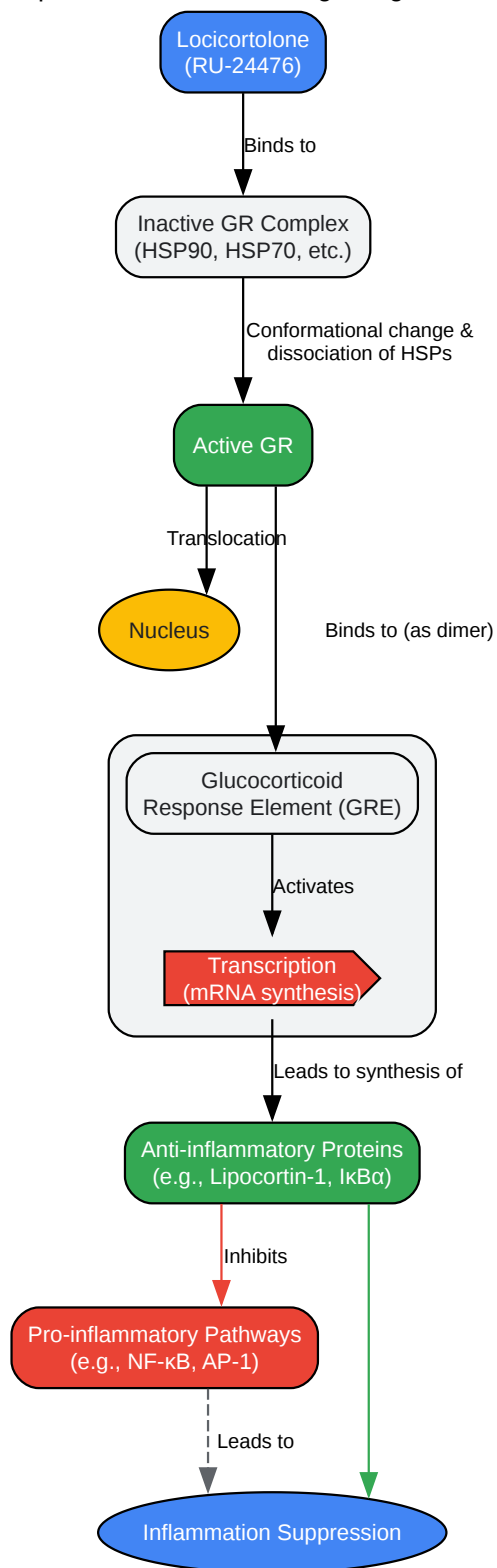 Locicortolone
(RU-24476)
Binds to
Inactive GR Complex
(HSP90, HSP70, etc.)
Conformational change &
dissociation of HSPs
Active GR
Translocation
Nucleus
Binds to (as dimer)
Glucocorticoid
Response Element (GRE)
Activates
Transcription
(mRNA synthesis)
Leads to synthesis of
Anti-inflammatory Proteins
(e.g., Lipocortin-1, IκBα)
Inhibits
Pro-inflammatory Pathways
(e.g., NF-κB, AP-1)
Leads to
Inflammation Suppression